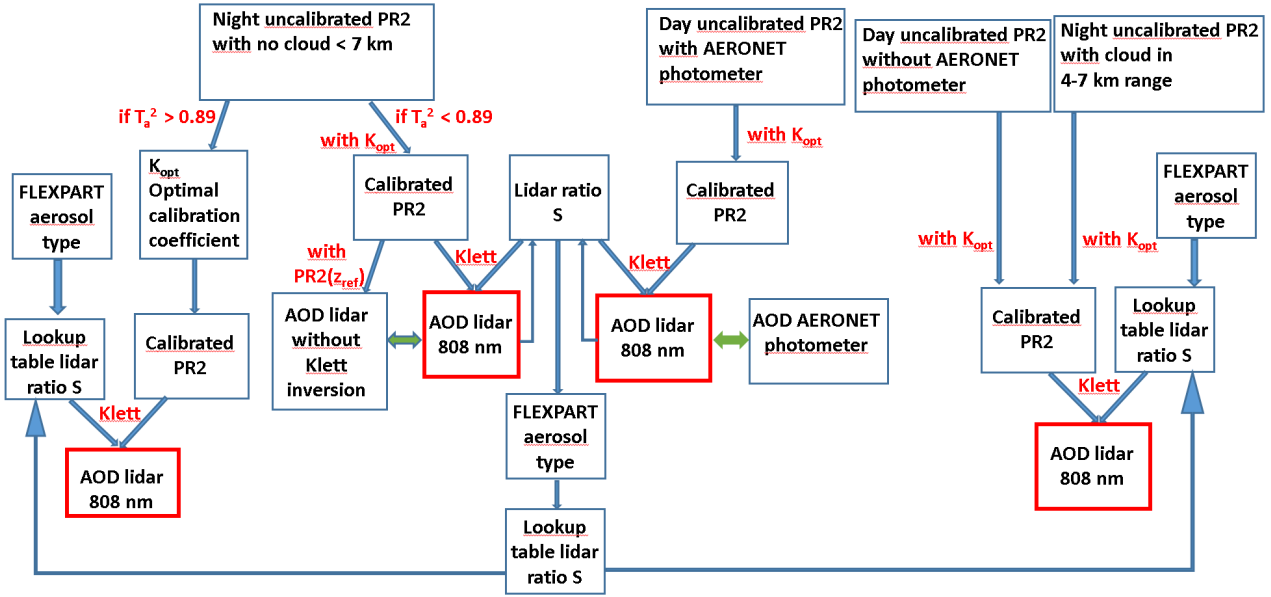 Night uncalibrated PR2
with no cloud < 7 km
Day uncalibrated PR2
with AERONET
photometer
Day uncalibrated PR2
without AERONET
photometer
Night uncalibrated PR2
with cloud in
4-7 km range
if Ta² > 0.89
if Ta² < 0.89
with Kopt
with Kopt
FLEXPART
aerosol
type
Kopt
Optimal
calibration
coefficient
Calibrated
PR2
Lidar ratio
S
Calibrated
PR2
FLEXPART
aerosol
type
with
PR2(zref)
Klett
Klett
with Kopt
with Kopt
Lookup
table lidar
ratio S
Calibrated
PR2
AOD lidar
without
Klett
inversion
AOD lidar
808 nm
AOD lidar
808 nm
AOD AERONET
photometer
Calibrated
PR2
Lookup
table lidar
ratio S
Klett
Klett
AOD lidar
808 nm
FLEXPART
aerosol
type
AOD lidar
808 nm
Lookup
table lidar
ratio S